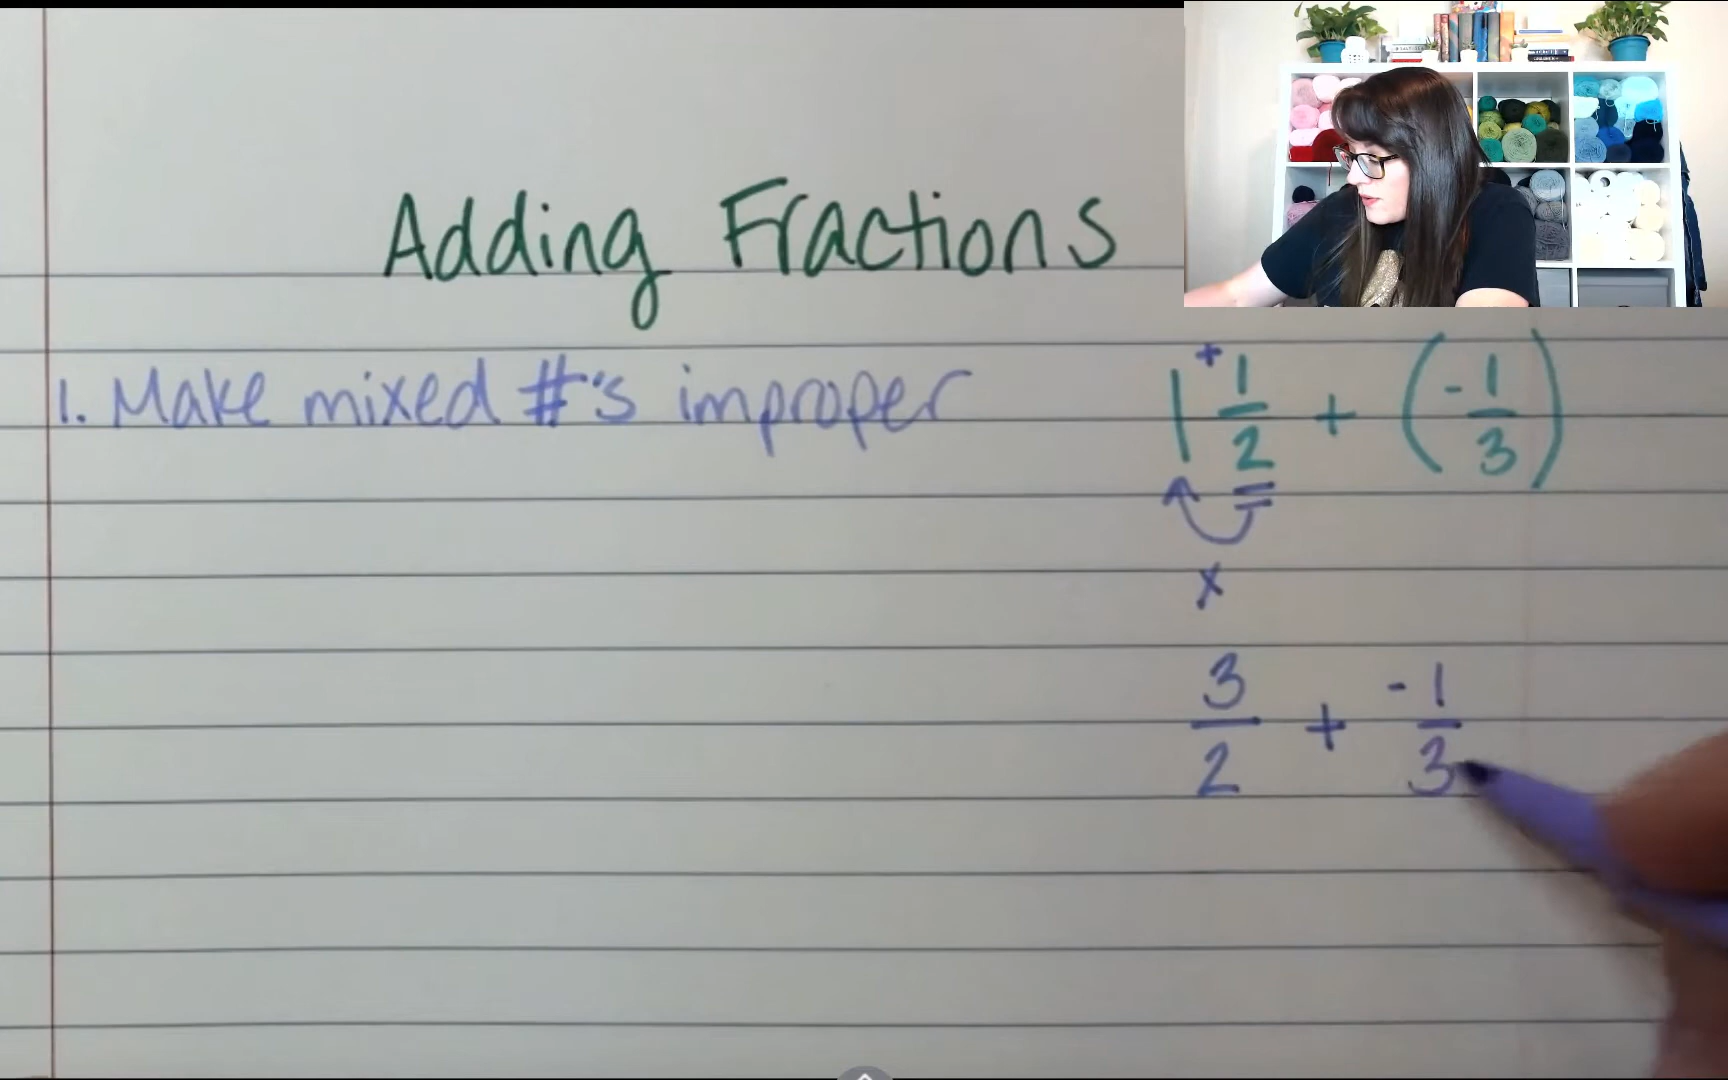 Adding Fractions
1. Make mixed #'s improper
1 + 1/2 + (-1/3)
x
3/2 + -1/3